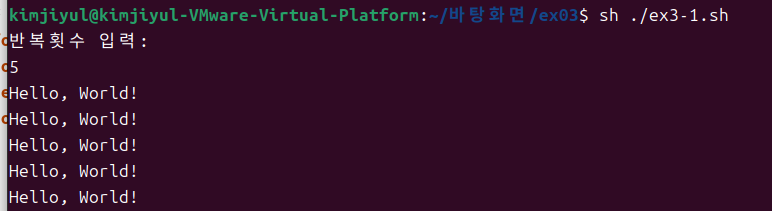 kimjiyul@kimjiyul-VMware-Virtual-Platform:~/바탕화면/ex03$ sh ./ex3-1.sh
반복횟수 입력:
5
Hello, World!
Hello, World!
Hello, World!
Hello, World!
Hello, World!